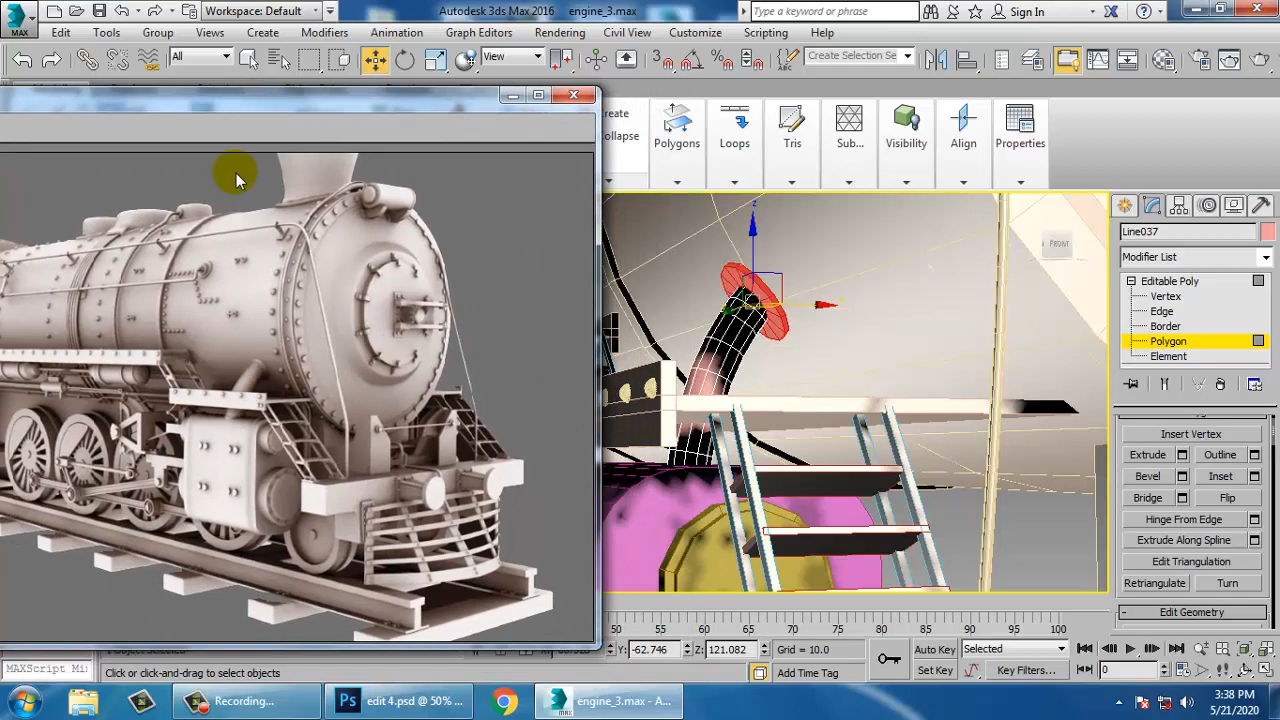 Workspace: Default
Autodesk 3ds Max 2016
engine_3.max
Type a keyword or phrase
Sign In
MAX
Edit
Tools
Group
Views
Create
Modifiers
Animation
Graph Editors
Rendering
Civil View
Customize
Scripting
Help
All
View
Create Selection Se
reate
Collapse
Polygons
Loops
Tris
Sub...
Visibility
Align
Properties
FRONT
z
Line037
Modifier List
Editable Poly
Vertex
Edge
Border
Polygon
Element
Insert Vertex
Extrude
Outline
Bevel
Inset
Bridge
Flip
Hinge From Edge
Extrude Along Spline
Edit Triangulation
Retriangulate
Turn
Edit Geometry
50 55 60 65 70 75 80 85 90 95 100
-62.746
Z: 121.082
Grid = 10.0
Auto Key
Selected
MAXScript Mi
Click or click-and-drag to select objects
Add Time Tag
Set Key
Key Filters...
0
Recording...
Ps
edit 4.psd @ 50% ...
engine_3.max - A...
3:38 PM
5/21/2020